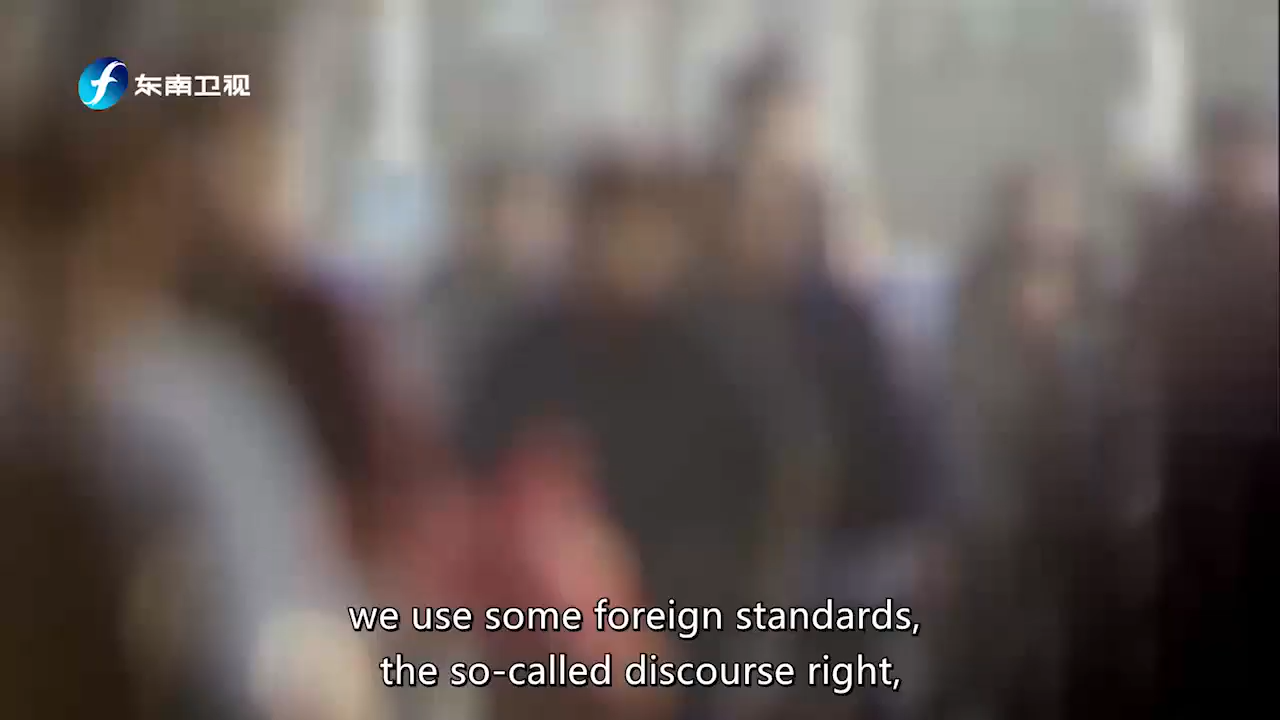 东南卫视
we use some foreign standards,
the so-called discourse right,